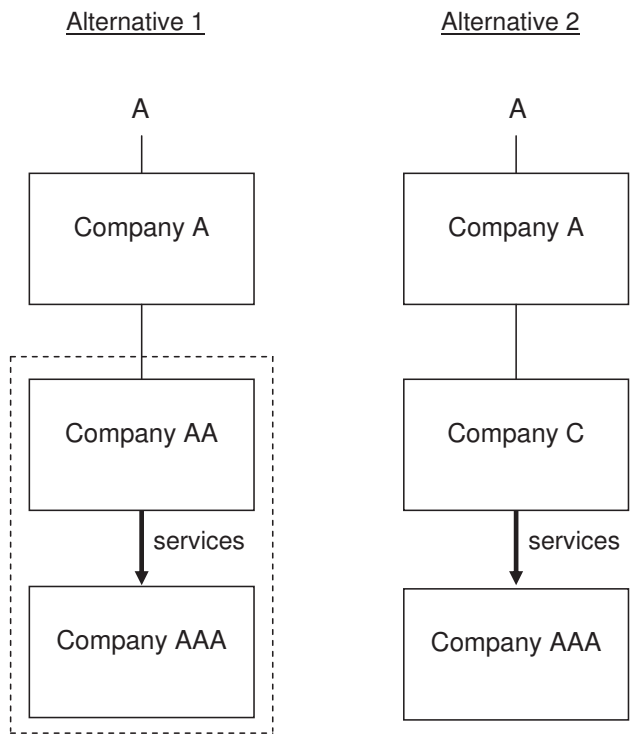 Alternative 1
Alternative 2
A
A
Company A
Company A
Company AA
Company C
services
services
Company AAA
Company AAA